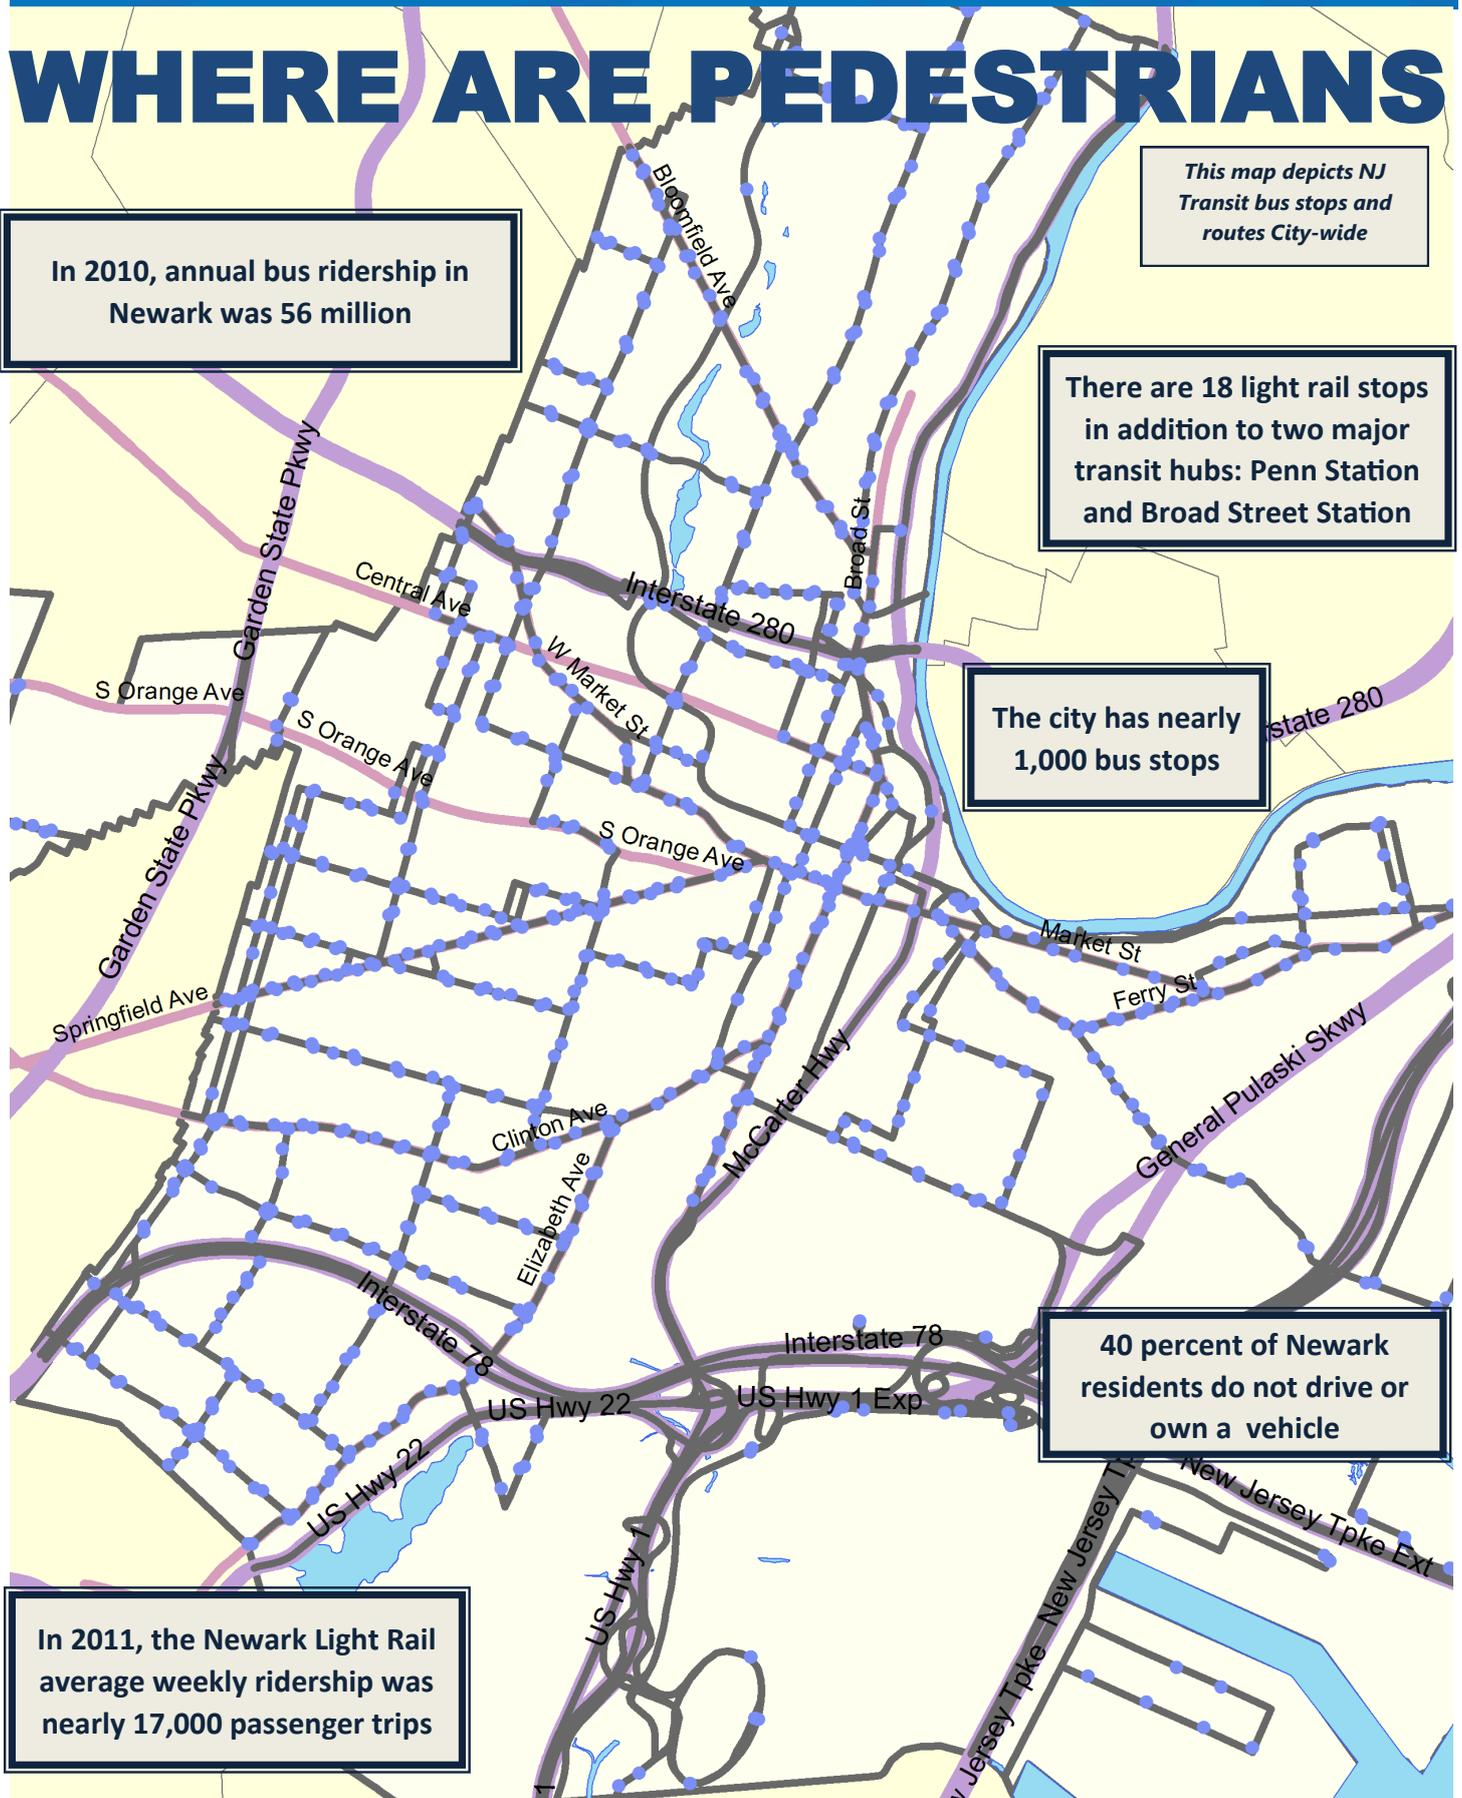 WHERE ARE PEDESTRIANS
This map depicts NJ
Transit bus stops and
routes City-wide
Bloomfield Ave
In 2010, annual bus ridership in
Newark was 56 million
There are 18 light rail stops
in addition to two major
transit hubs: Penn Station
and Broad Street Station
Garden State Pkwy
Broad St
Central Ave
Interstate 280
W Market St
S Orange Ave
S Orange Ave
The city has nearly
1,000 bus stops
rstate 280
Garden State Pkwy
S Orange Ave
Market St
Ferry St
Springfield Ave
General Pulaski Skwy
McCarter Hwy
Clinton Ave
Elizabeth Ave
Interstate 78
Interstate 78
US Hwy 22
US Hwy 1 Exp
40 percent of Newark
residents do not drive or
own a vehicle
US Hwy 22
New Jersey Tpke Ext
New Jersey Tp
US Hwy 1
In 2011, the Newark Light Rail
average weekly ridership was
nearly 17,000 passenger trips
w Jersey Tpke
1